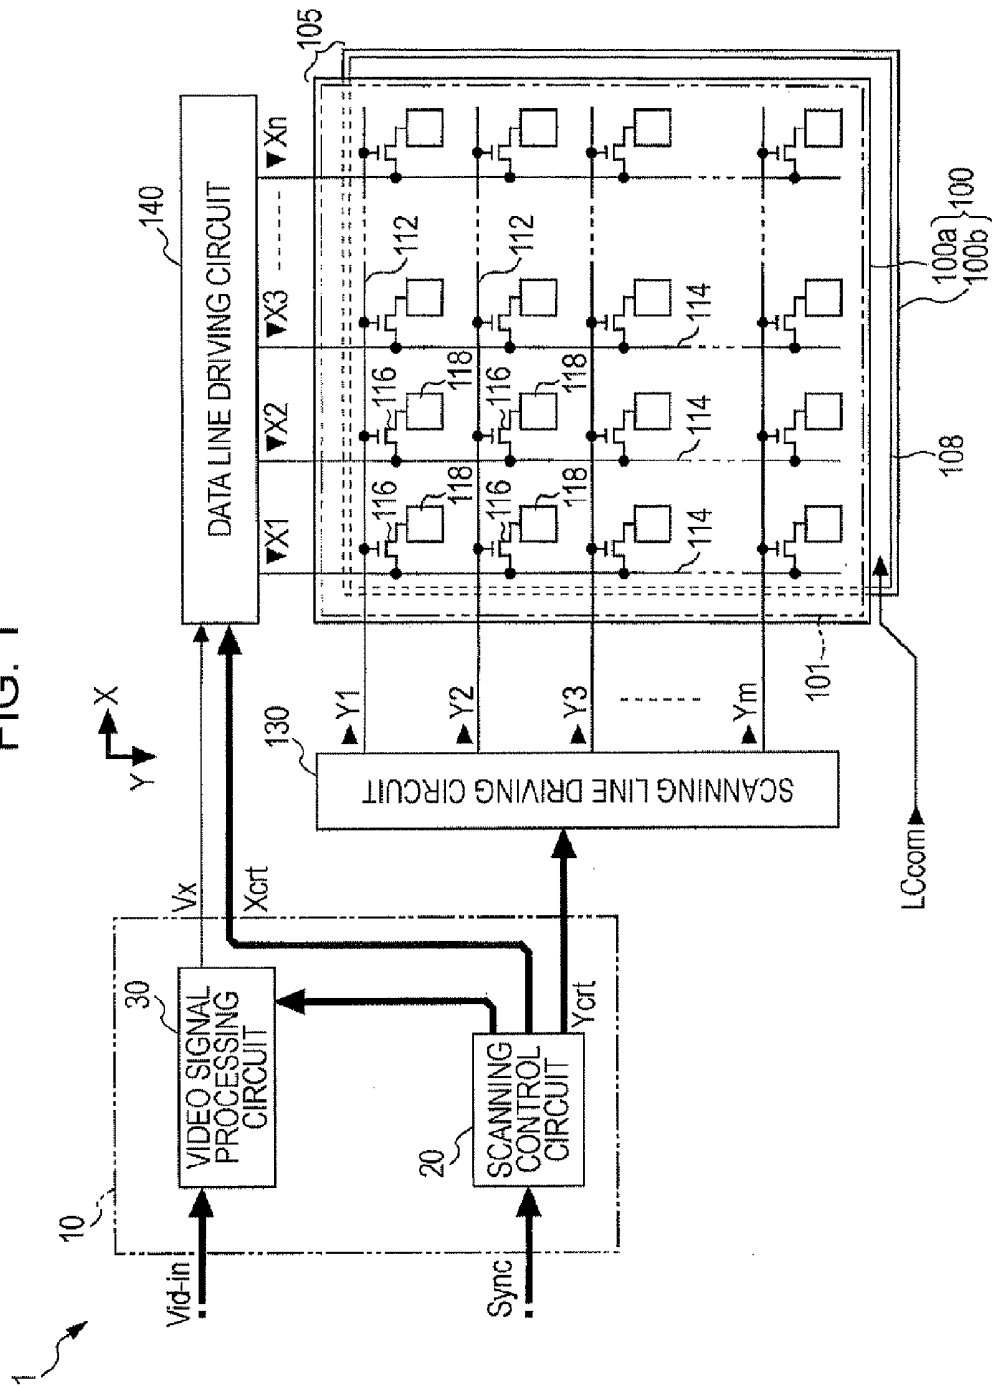 FIG. 1
1
10
Vid-in
30
VIDEO SIGNAL
PROCESSING
CIRCUIT
Vx
Xcrt
Sync
20
SCANNING
CONTROL
CIRCUIT
Ycrt
X
Y
140
DATA LINE DRIVING CIRCUIT
X1
X2
X3
Xn
130
SCANNING LINE DRIVING CIRCUIT
Y1
Y2
Y3
Ym
105
112
112
116
116
118
118
116
116
118
118
114
114
114
101
108
100a
100b
100
LCcom